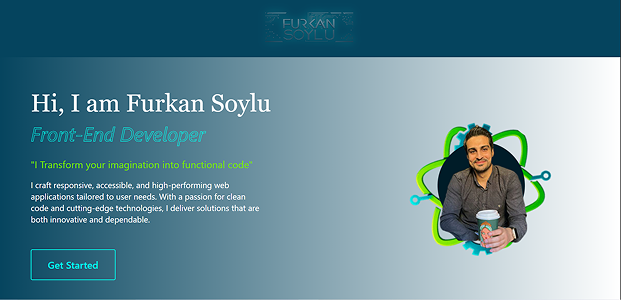 FURKAN
SOYLU
Hi, I am Furkan Soylu
Front-End Developer
"I Transform your imagination into functional code"
I craft responsive, accessible, and high-performing web
applications tailored to user needs. With a passion for clean
code and cutting-edge technologies, I deliver solutions that are
both innovative and dependable.
Get Started